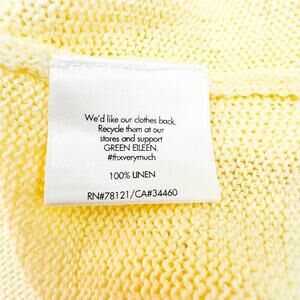 We'd like our clothes back.
Recycle them at our
stores and support
GREEN EILEEN.
#thxverymuch
100% LINEN
RN#78121/CA#34460